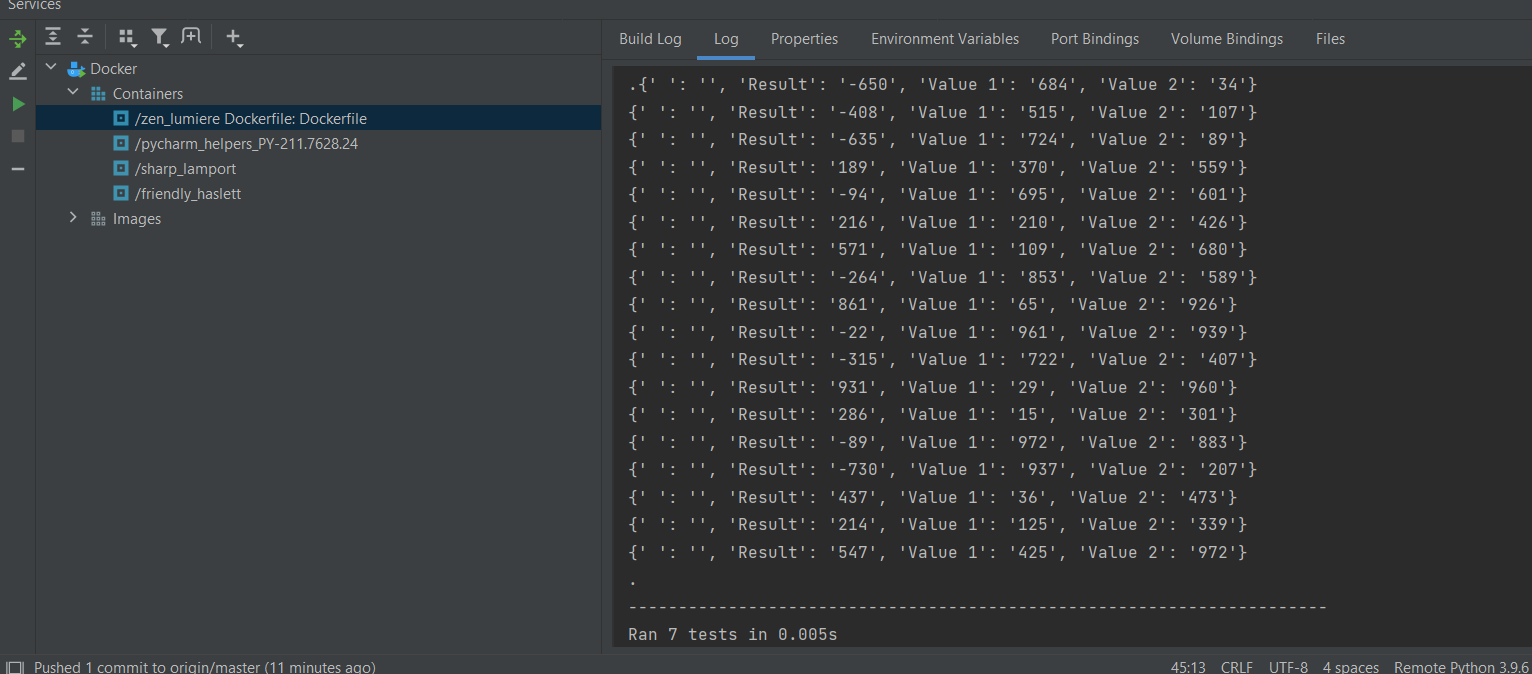 Services
Docker
Containers
/zen_lumiere Dockerfile: Dockerfile
/pycharm_helpers_PY-211.7628.24
/sharp_lamport
/friendly_haslett
Images
Build Log Log Properties Environment Variables Port Bindings Volume Bindings Files
.{' ': '', 'Result': '-650', 'Value 1': '684', 'Value 2': '34'}
{' ': '', 'Result': '-408', 'Value 1': '515', 'Value 2': '107'}
{' ': '', 'Result': '-635', 'Value 1': '724', 'Value 2': '89'}
{' ': '', 'Result': '189', 'Value 1': '370', 'Value 2': '559'}
{' ': '', 'Result': '-94', 'Value 1': '695', 'Value 2': '601'}
{' ': '', 'Result': '216', 'Value 1': '210', 'Value 2': '426'}
{' ': '', 'Result': '571', 'Value 1': '109', 'Value 2': '680'}
{' ': '', 'Result': '-264', 'Value 1': '853', 'Value 2': '589'}
{' ': '', 'Result': '861', 'Value 1': '65', 'Value 2': '926'}
{' ': '', 'Result': '-22', 'Value 1': '961', 'Value 2': '939'}
{' ': '', 'Result': '-315', 'Value 1': '722', 'Value 2': '407'}
{' ': '', 'Result': '931', 'Value 1': '29', 'Value 2': '960'}
{' ': '', 'Result': '286', 'Value 1': '15', 'Value 2': '301'}
{' ': '', 'Result': '-89', 'Value 1': '972', 'Value 2': '883'}
{' ': '', 'Result': '-730', 'Value 1': '937', 'Value 2': '207'}
{' ': '', 'Result': '437', 'Value 1': '36', 'Value 2': '473'}
{' ': '', 'Result': '214', 'Value 1': '125', 'Value 2': '339'}
{' ': '', 'Result': '547', 'Value 1': '425', 'Value 2': '972'}
.
----------------------------------------------------------------------
Ran 7 tests in 0.005s
Pushed 1 commit to origin/master (11 minutes ago) 45:13 CRLF UTF-8 4 spaces Remote Python 3.9.6